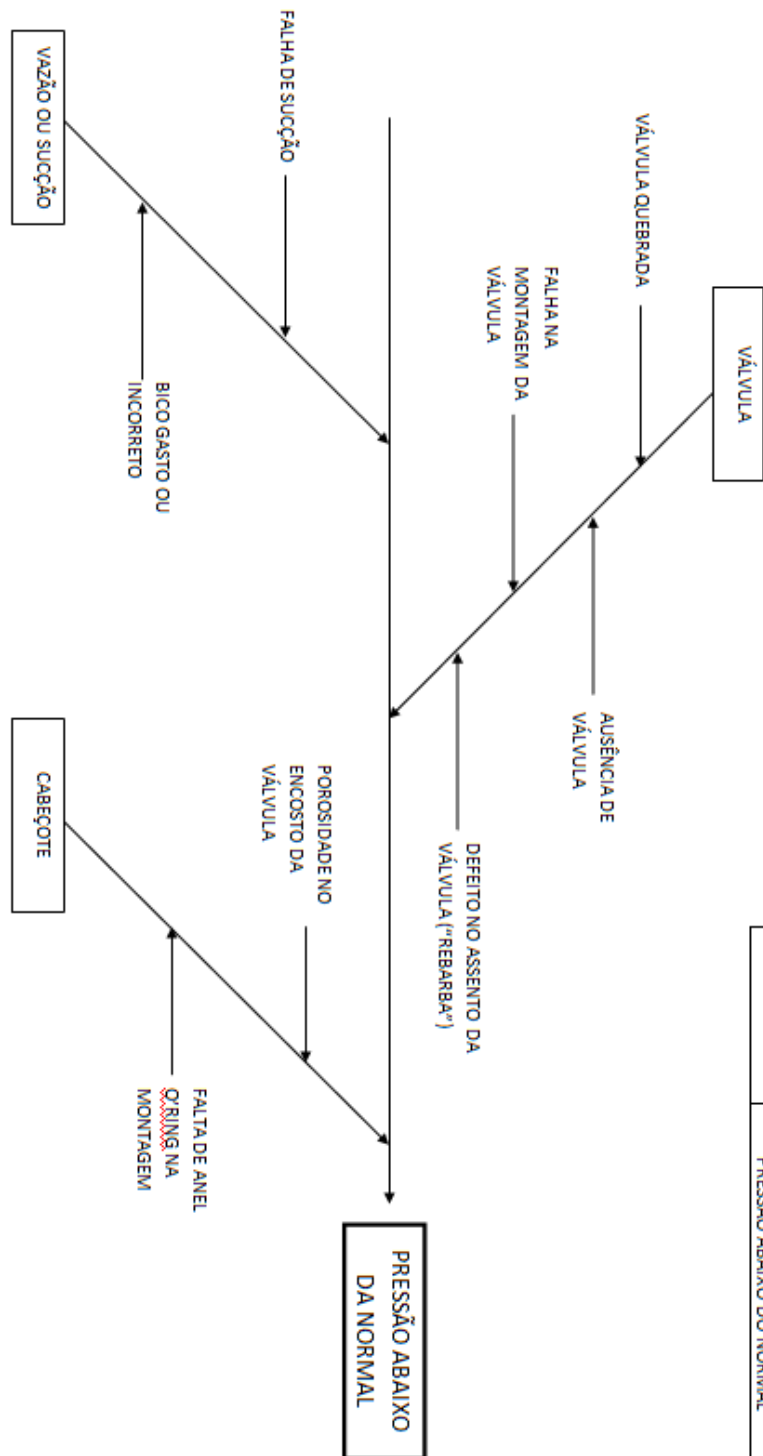 PRESSÃO ABAIXO DO NORMAL
VÁLVULA
VÁLVULA QUEBRADA
AUSÊNCIA DE
VÁLVULA
FALHA NA
MONTAGEM DA
VÁLVULA
DEFEITO NO ASSENTO DA
VÁLVULA ("REBARBA")
PRESSÃO ABAIXO
DA NORMAL
FALHA DE SUCÇÃO
POROSIDADE NO
ENCOSTO DA
VÁLVULA
BICO GASTO OU
INCORRETO
FALTA DE ANEL
O'RING NA
MONTAGEM
VAZÃO OU SUCÇÃO
CABEÇOTE